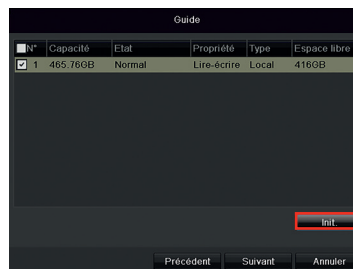 Guide
N° Capacité Etat Propriété Type Espace libre
1 465.76GB Normal Lire-écrire Local 416GB
Init.
Précédent Suivant Annuler